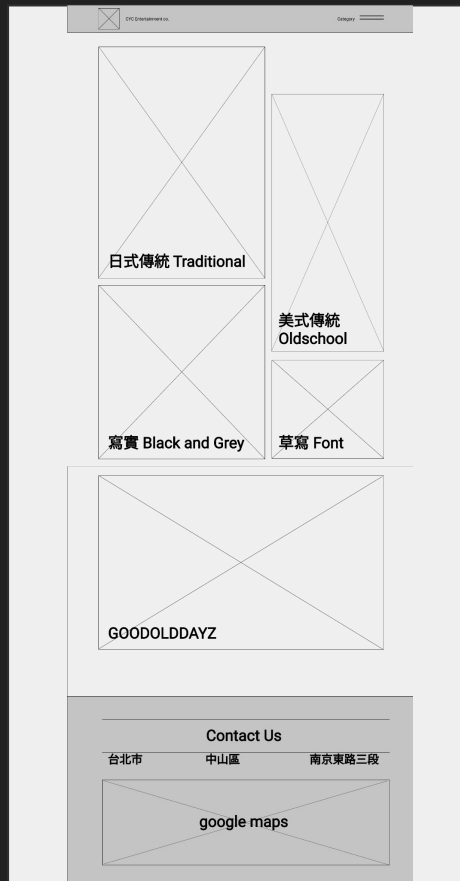 CYC Entertainment co.
Category
日式傳統 Traditional
美式傳統
Oldschool
寫實 Black and Grey
草寫 Font
GOODOLDDAYZ
Contact Us
台北市 中山區 南京東路三段
google maps